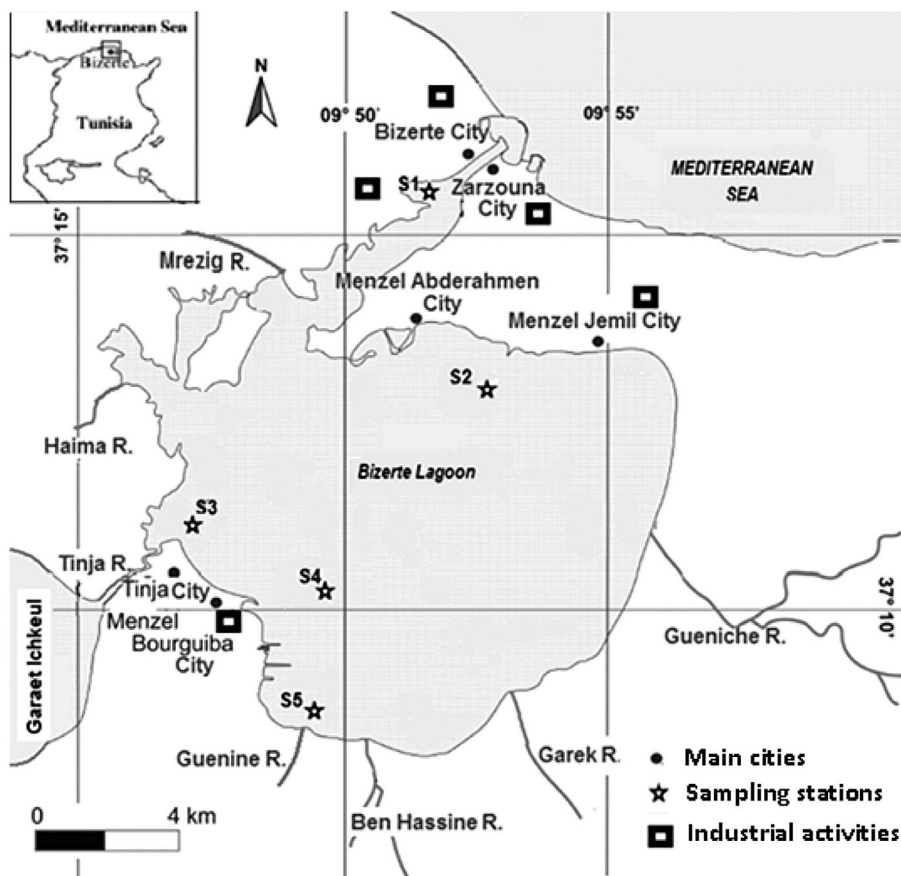 Mediterranean Sea
Bizerte
Tunisia
N
09° 50'
09° 55'
Bizerte City
MEDITERRANEAN
SEA
S1
Zarzouna
City
37° 15'
Mrezig R.
Menzel Abderahmen
City
Menzel Jemil City
S2
Haima R.
Bizerte Lagoon
S3
Tinja R.
Tinja City
S4
Menzel
Bourguiba
City
37° 10'
Gueniche R.
Garaet Ichkeul
S5
Guenine R.
Garek R.
Ben Hassine R.
0 4 km
Main cities
Sampling stations
Industrial activities